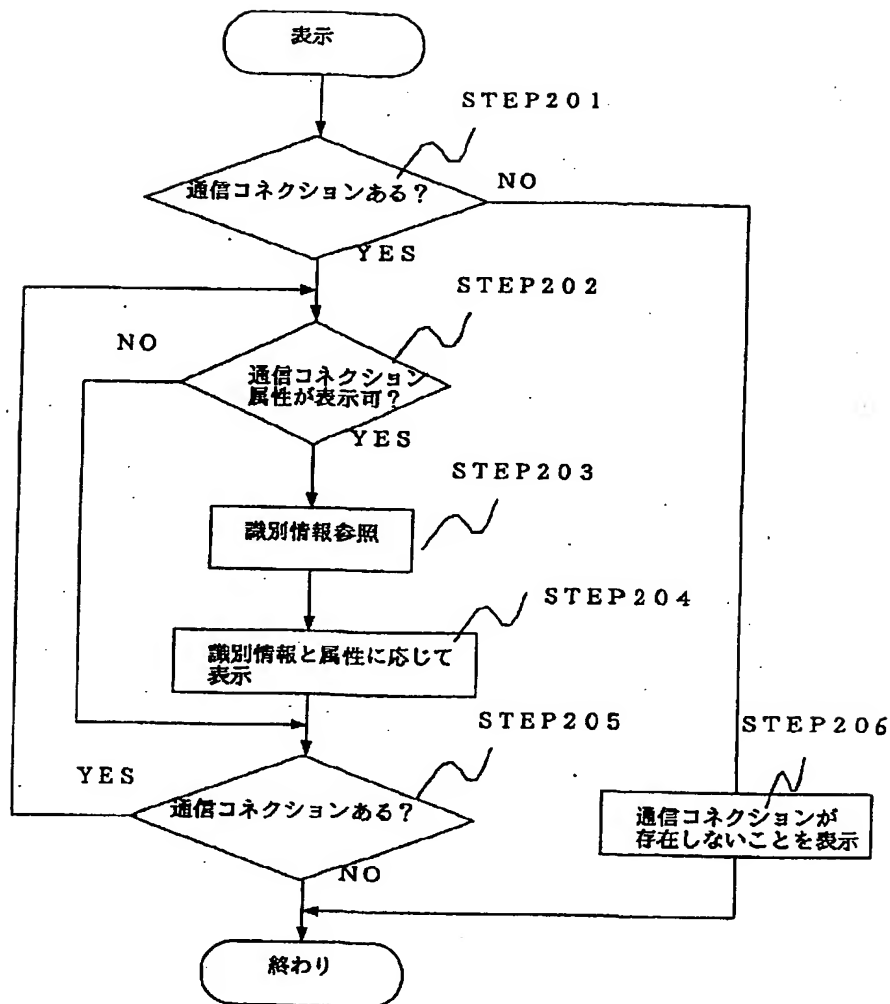 表示
STEP201
通信コネクションある？
NO
YES
STEP202
NO
通信コネクション
属性が表示可？
YES
STEP203
識別情報参照
STEP204
識別情報と属性に応じて
表示
STEP205
STEP206
YES
通信コネクションある？
通信コネクションが
存在しないことを表示
NO
終わり